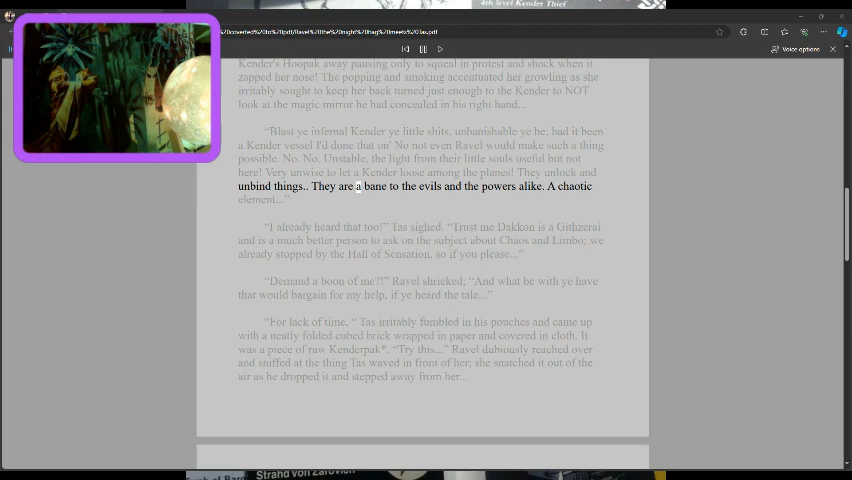 4th level Kender Thief
%20coverted%20to%20pdf/Ravel%20the%20night%20hag%20meets%20Tas.pdf
Voice options
Kender's Hoopak away pausing only to squeal in protest and shock when it
zapped her nose! The popping and smoking accentuated her growling as she
irritably sought to keep her back turned just enough to the Kender to NOT
look at the magic mirror he had concealed in his right hand...
“Blast ye infernal Kender ye little shits, unbanishable ye be; had it been
a Kender vessel I'd done that on' No not even Ravel would make such a thing
possible. No. No. Unstable, the light from their little souls useful but not
here! Very unwise to let a Kender loose among the planes! They unlock and
unbind things.. They are a bane to the evils and the powers alike. A chaotic
element...”
“I already heard that too!” Tas sighed. “Trust me Dakkon is a Githzerai
and is a much better person to ask on the subject about Chaos and Limbo; we
already stopped by the Hall of Sensation, so if you please...”
“Demand a boon of me?!” Ravel shrieked; “And what be with ye have
that would bargain for my help, if ye heard the tale...”
“For lack of time, “ Tas irritably fumbled in his pouches and came up
with a neatly folded cubed brick wrapped in paper and covered in cloth. It
was a piece of raw Kenderpak*. “Try this...” Ravel dubiously reached over
and sniffed at the thing Tas waved in front of her; she snatched it out of the
air as he dropped it and stepped away from her...
Strahd von Zarovich